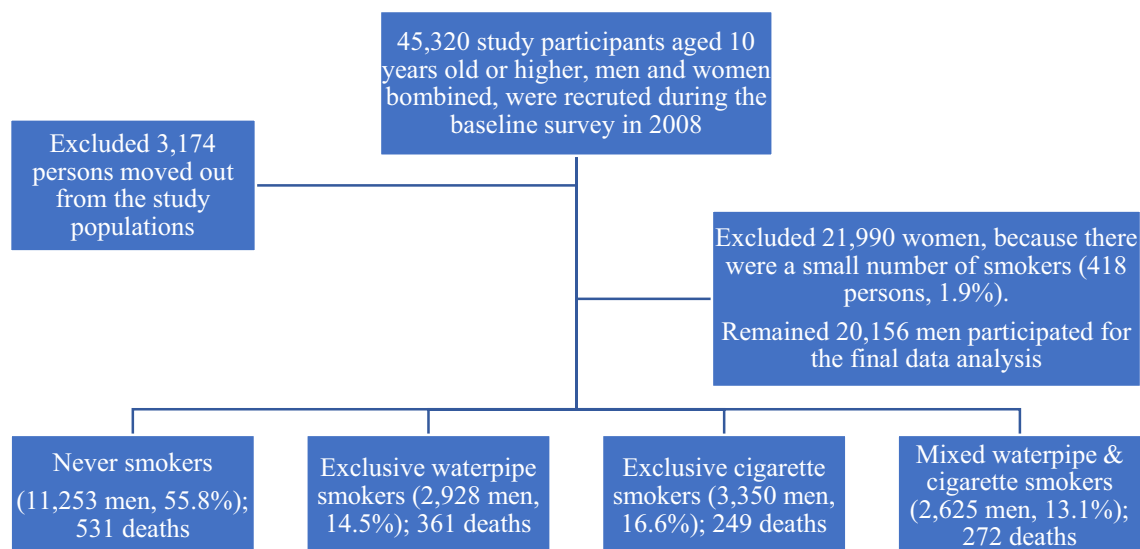 45,320 study participants aged 10
years old or higher, men and women
bombined, were recruted during the
baseline survey in 2008
Excluded 3,174
persons moved out
from the study
populations
Excluded 21,990 women, because there
were a small number of smokers (418
persons, 1.9%).
Remained 20,156 men participated for
the final data analysis
Never smokers
(11,253 men, 55.8%);
531 deaths
Exclusive waterpipe
smokers (2,928 men,
14.5%); 361 deaths
Exclusive cigarette
smokers (3,350 men,
16.6%); 249 deaths
Mixed waterpipe &
cigarette smokers
(2,625 men, 13.1%);
272 deaths